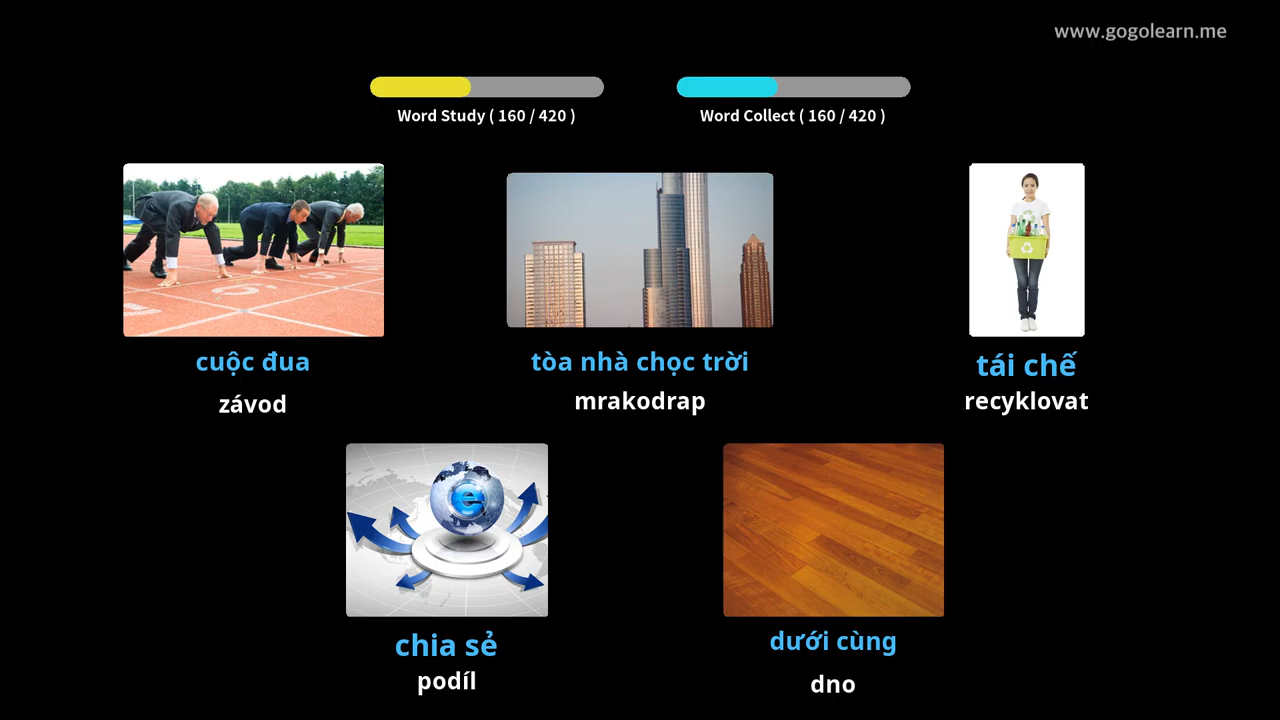 www.gogolearn.me
Word Study ( 160 / 420 )
Word Collect ( 160 / 420 )
cuộc đua
závod
tòa nhà chọc trời
mrakodrap
tái chế
recyklovat
chia sẻ
podíl
dưới cùng
dno